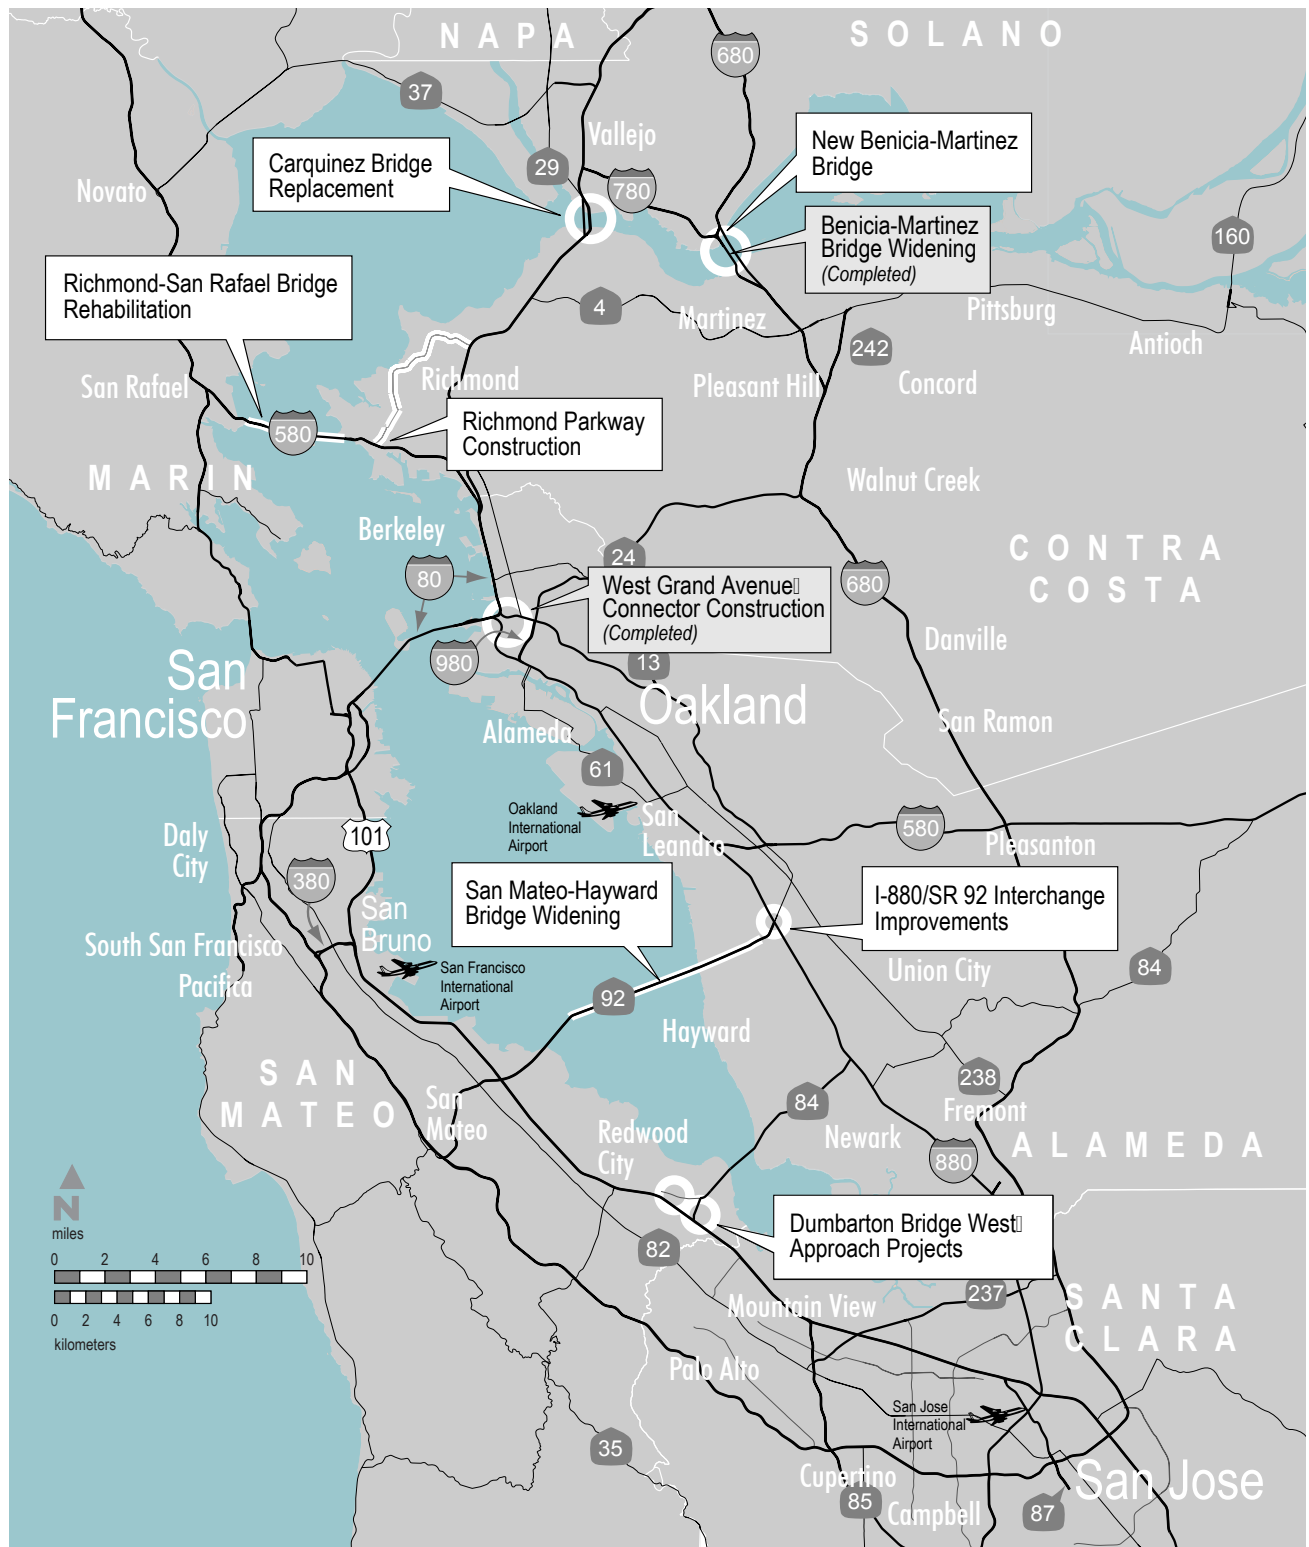 NAPA
SOLANO
680
37
Vallejo
New Benicia-Martinez
Bridge
Carquinez Bridge
Replacement
29
780
Novato
Benicia-Martinez
Bridge Widening
(Completed)
160
Richmond-San Rafael Bridge
Rehabilitation
4
Martinez
Pittsburg
Antioch
242
San Rafael
Richmond
Pleasant Hill
Concord
Richmond Parkway
Construction
580
MARIN
Walnut Creek
Berkeley
CONTRA
COSTA
24
80
West Grand Avenue
Connector Construction
(Completed)
680
Danville
980
13
San
Francisco
Oakland
San Ramon
Alameda
61
Oakland
International
Airport
San
Leandro
580
Pleasanton
Daly
City
101
380
San Mateo-Hayward
Bridge Widening
I-880/SR 92 Interchange
Improvements
San
Bruno
South San Francisco
Pacifica
San Francisco
International
Airport
Union City
84
92
Hayward
SAN
MATEO
San
Mateo
238
Fremont
84
Redwood
City
Newark
ALAMEDA
880
N
miles
0 2 4 6 8 10
0 2 4 6 8 10
kilometers
Dumbarton Bridge West
Approach Projects
82
237
SANTA
CLARA
Mountain View
Palo Alto
San Jose
International
Airport
35
Cupertino
San Jose
85
Campbell
87